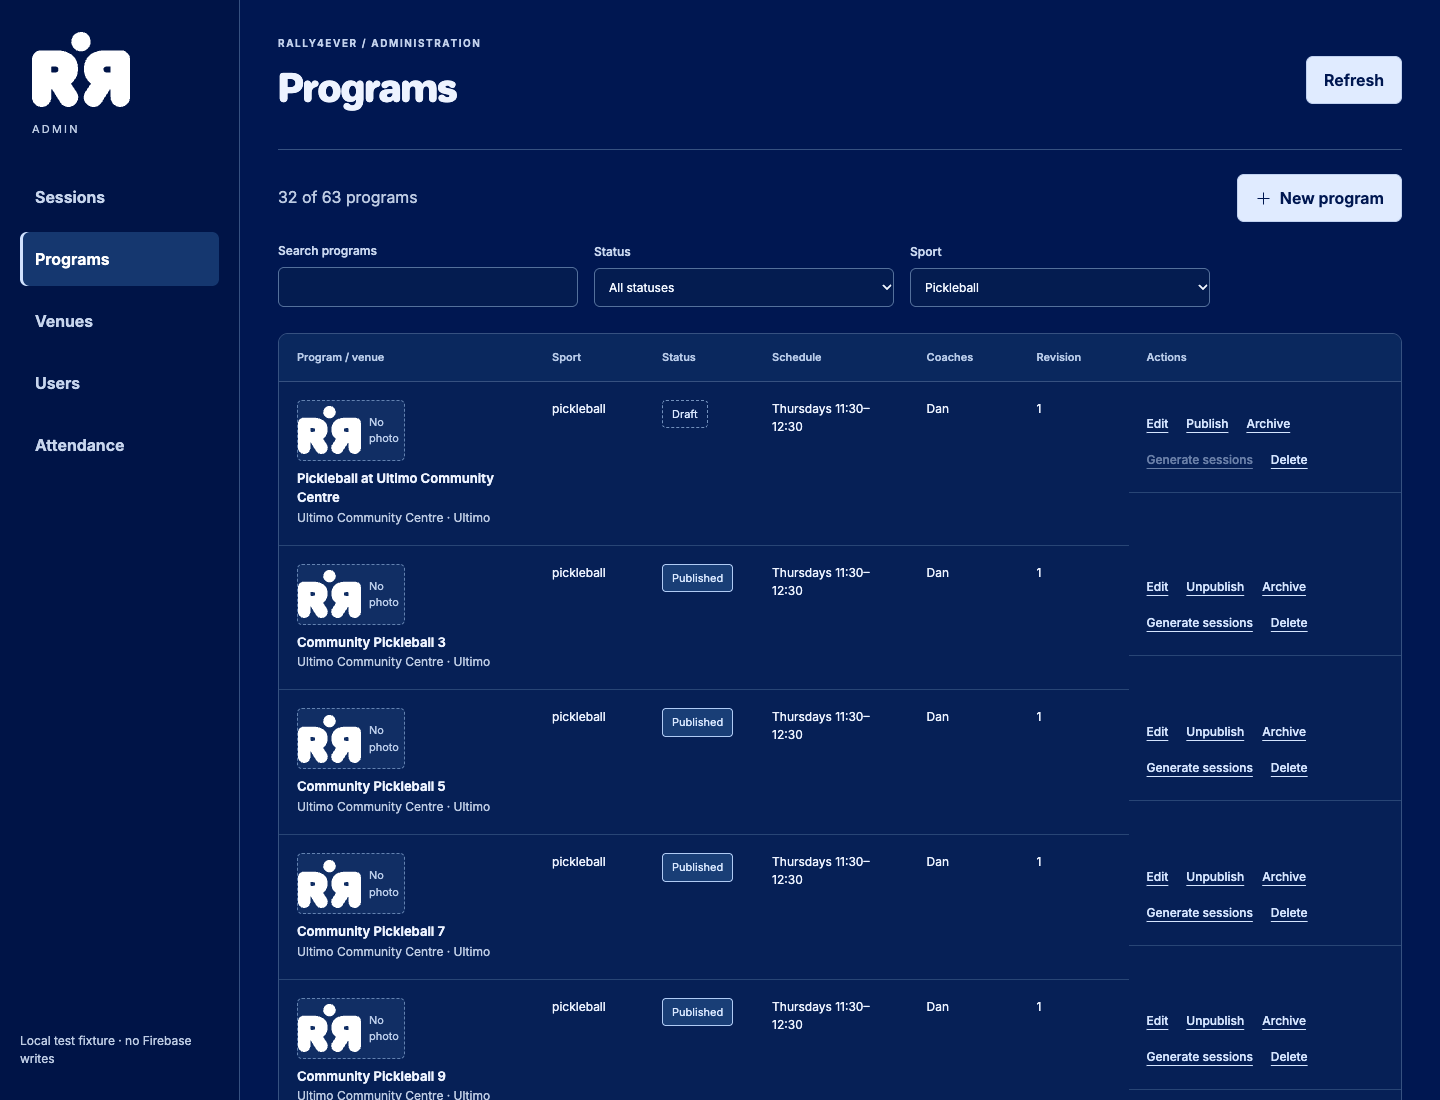 RALLY4EVER / ADMINISTRATION
Programs
Refresh
ADMIN
Sessions
Programs
Venues
Users
Attendance
Local test fixture · no Firebase
writes
32 of 63 programs
+ New program
Search programs
Status
Sport
All statuses
Pickleball
Program / venue Sport Status Schedule Coaches Revision Actions
No
photo
Pickleball at Ultimo Community
Centre
Ultimo Community Centre · Ultimo
pickleball
Draft
Thursdays 11:30–
12:30
Dan
1
Edit Publish Archive
Generate sessions Delete
No
photo
Community Pickleball 3
Ultimo Community Centre · Ultimo
pickleball
Published
Thursdays 11:30–
12:30
Dan
1
Edit Unpublish Archive
Generate sessions Delete
No
photo
Community Pickleball 5
Ultimo Community Centre · Ultimo
pickleball
Published
Thursdays 11:30–
12:30
Dan
1
Edit Unpublish Archive
Generate sessions Delete
No
photo
Community Pickleball 7
Ultimo Community Centre · Ultimo
pickleball
Published
Thursdays 11:30–
12:30
Dan
1
Edit Unpublish Archive
Generate sessions Delete
No
photo
Community Pickleball 9
Ultimo Community Centre · Ultimo
pickleball
Published
Thursdays 11:30–
12:30
Dan
1
Edit Unpublish Archive
Generate sessions Delete